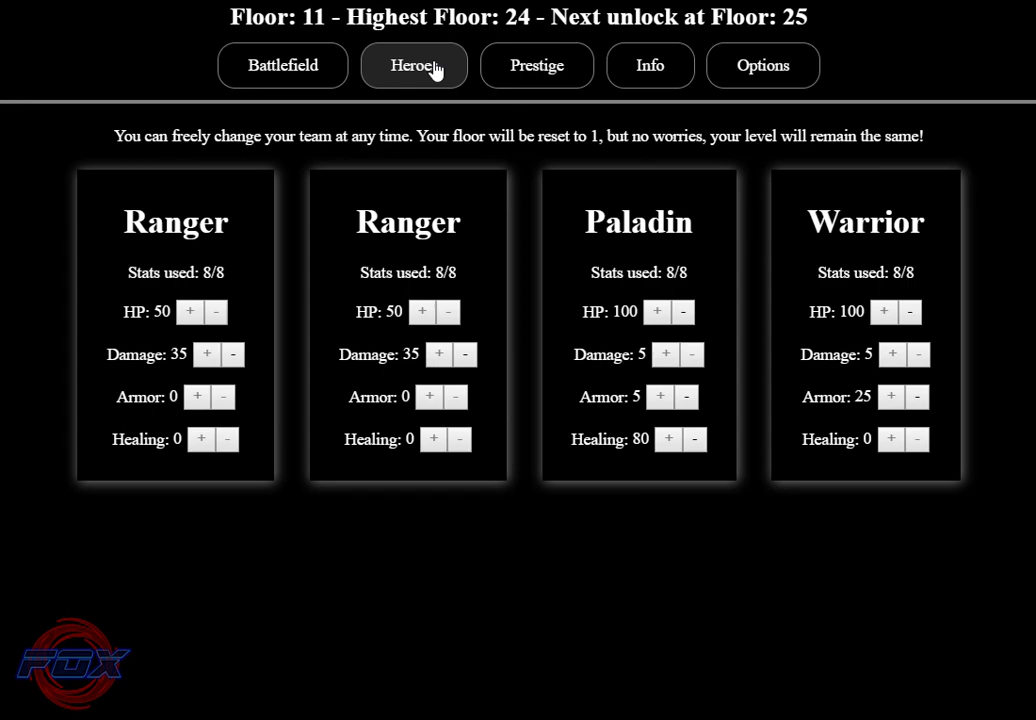 Floor: 11 - Highest Floor: 24 - Next unlock at Floor: 25
Battlefield
Heroe
Prestige
Info
Options
You can freely change your team at any time. Your floor will be reset to 1, but no worries, your level will remain the same!
Ranger
Stats used: 8/8
HP: 50 + -
Damage: 35 + -
Armor: 0 + -
Healing: 0 + -
Ranger
Stats used: 8/8
HP: 50 + -
Damage: 35 + -
Armor: 0 + -
Healing: 0 + -
Paladin
Stats used: 8/8
HP: 100 + -
Damage: 5 + -
Armor: 5 + -
Healing: 80 + -
Warrior
Stats used: 8/8
HP: 100 + -
Damage: 5 + -
Armor: 25 + -
Healing: 0 + -
FOX